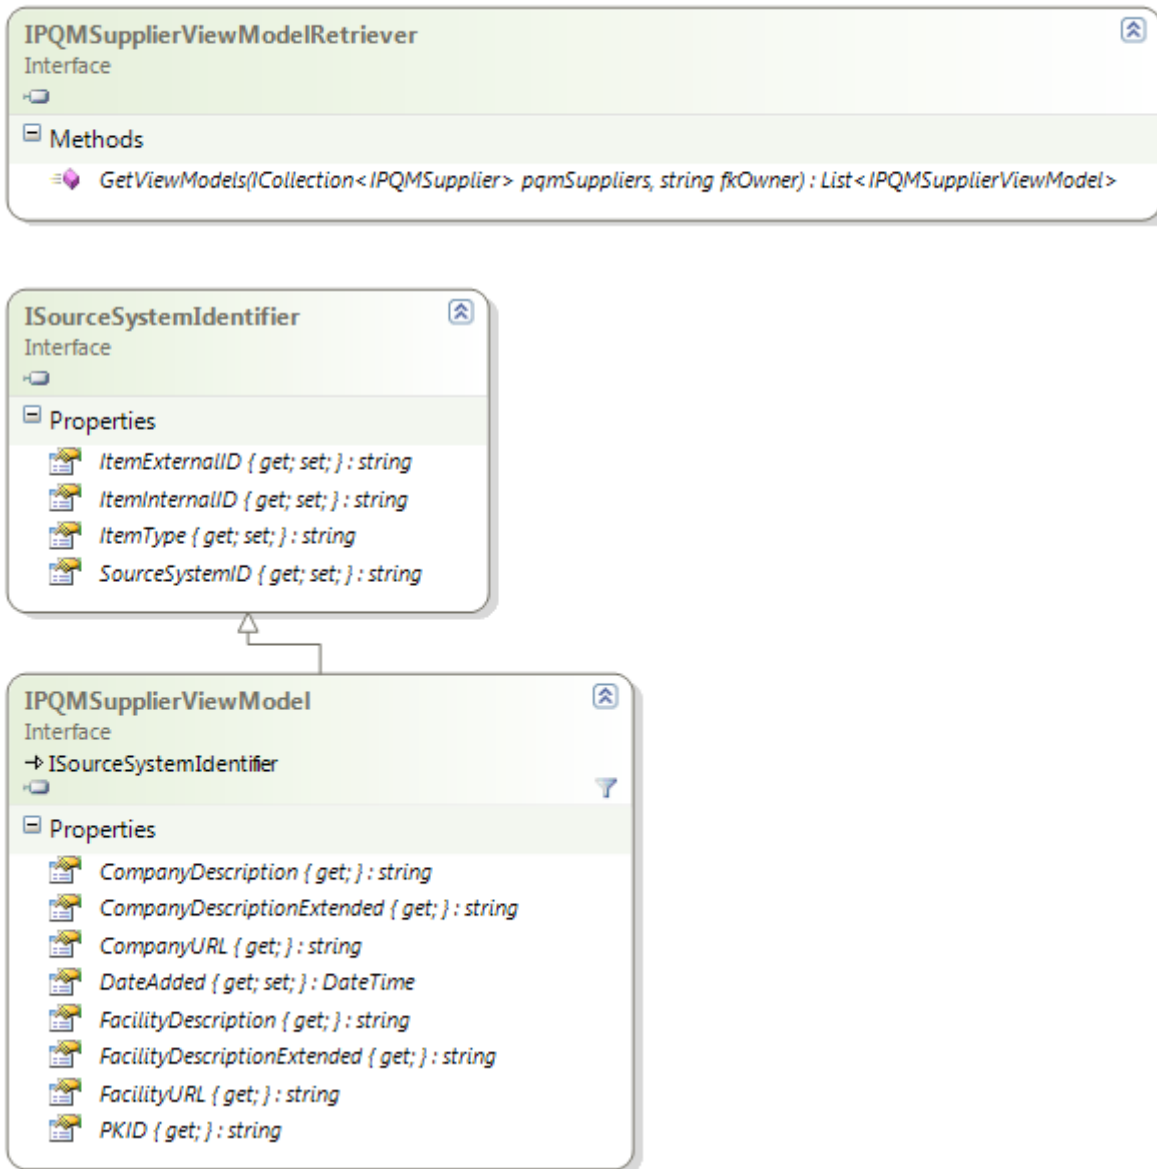 IPQMSupplierViewModelRetriever
Interface
Methods
GetViewModels(ICollection<IPQMSupplier> pqmSuppliers, string fkOwner) : List<IPQMSupplierViewModel>
ISourceSystemIdentifier
Interface
Properties
ItemExternalID { get; set; } : string
ItemInternalID { get; set; } : string
ItemType { get; set; } : string
SourceSystemID { get; set; } : string
IPQMSupplierViewModel
Interface
ISourceSystemIdentifier
Properties
CompanyDescription { get; } : string
CompanyDescriptionExtended { get; } : string
CompanyURL { get; } : string
DateAdded { get; set; } : DateTime
FacilityDescription { get; } : string
FacilityDescriptionExtended { get; } : string
FacilityURL { get; } : string
PKID { get; } : string